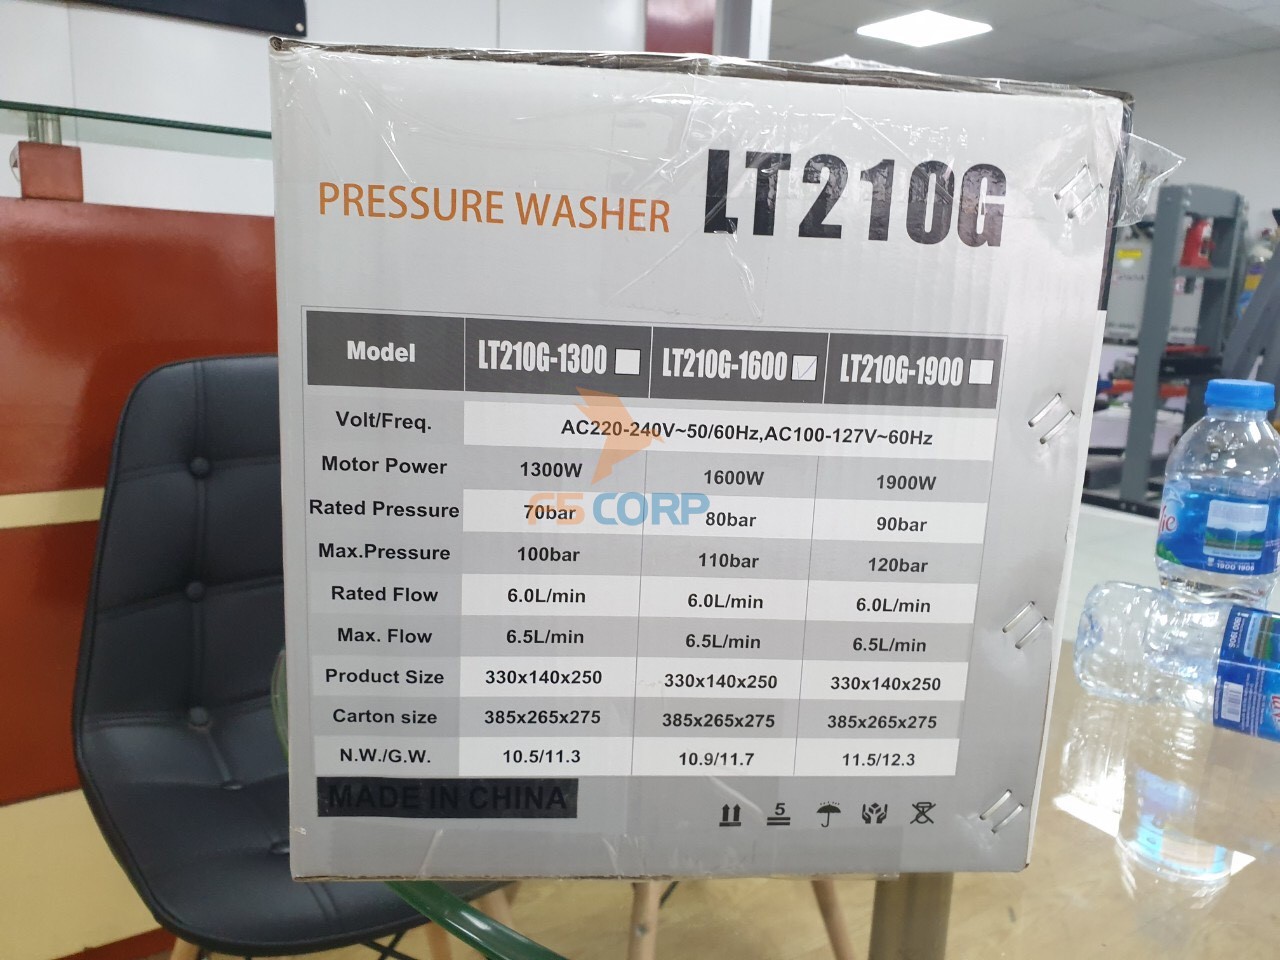 PRESSURE WASHER LT210G
Model LT210G-1300 LT210G-1600 LT210G-1900
Volt/Freq. AC220-240V~50/60Hz,AC100-127V~60Hz
Motor Power 1300W 1600W 1900W
Rated Pressure 70bar 80bar 90bar
Max.Pressure 100bar 110bar 120bar
Rated Flow 6.0L/min 6.0L/min 6.0L/min
Max. Flow 6.5L/min 6.5L/min 6.5L/min
Product Size 330x140x250 330x140x250 330x140x250
Carton size 385x265x275 385x265x275 385x265x275
N.W./G.W. 10.5/11.3 10.9/11.7 11.5/12.3
MADE IN CHINA
5
F5 CORP
1900 1906